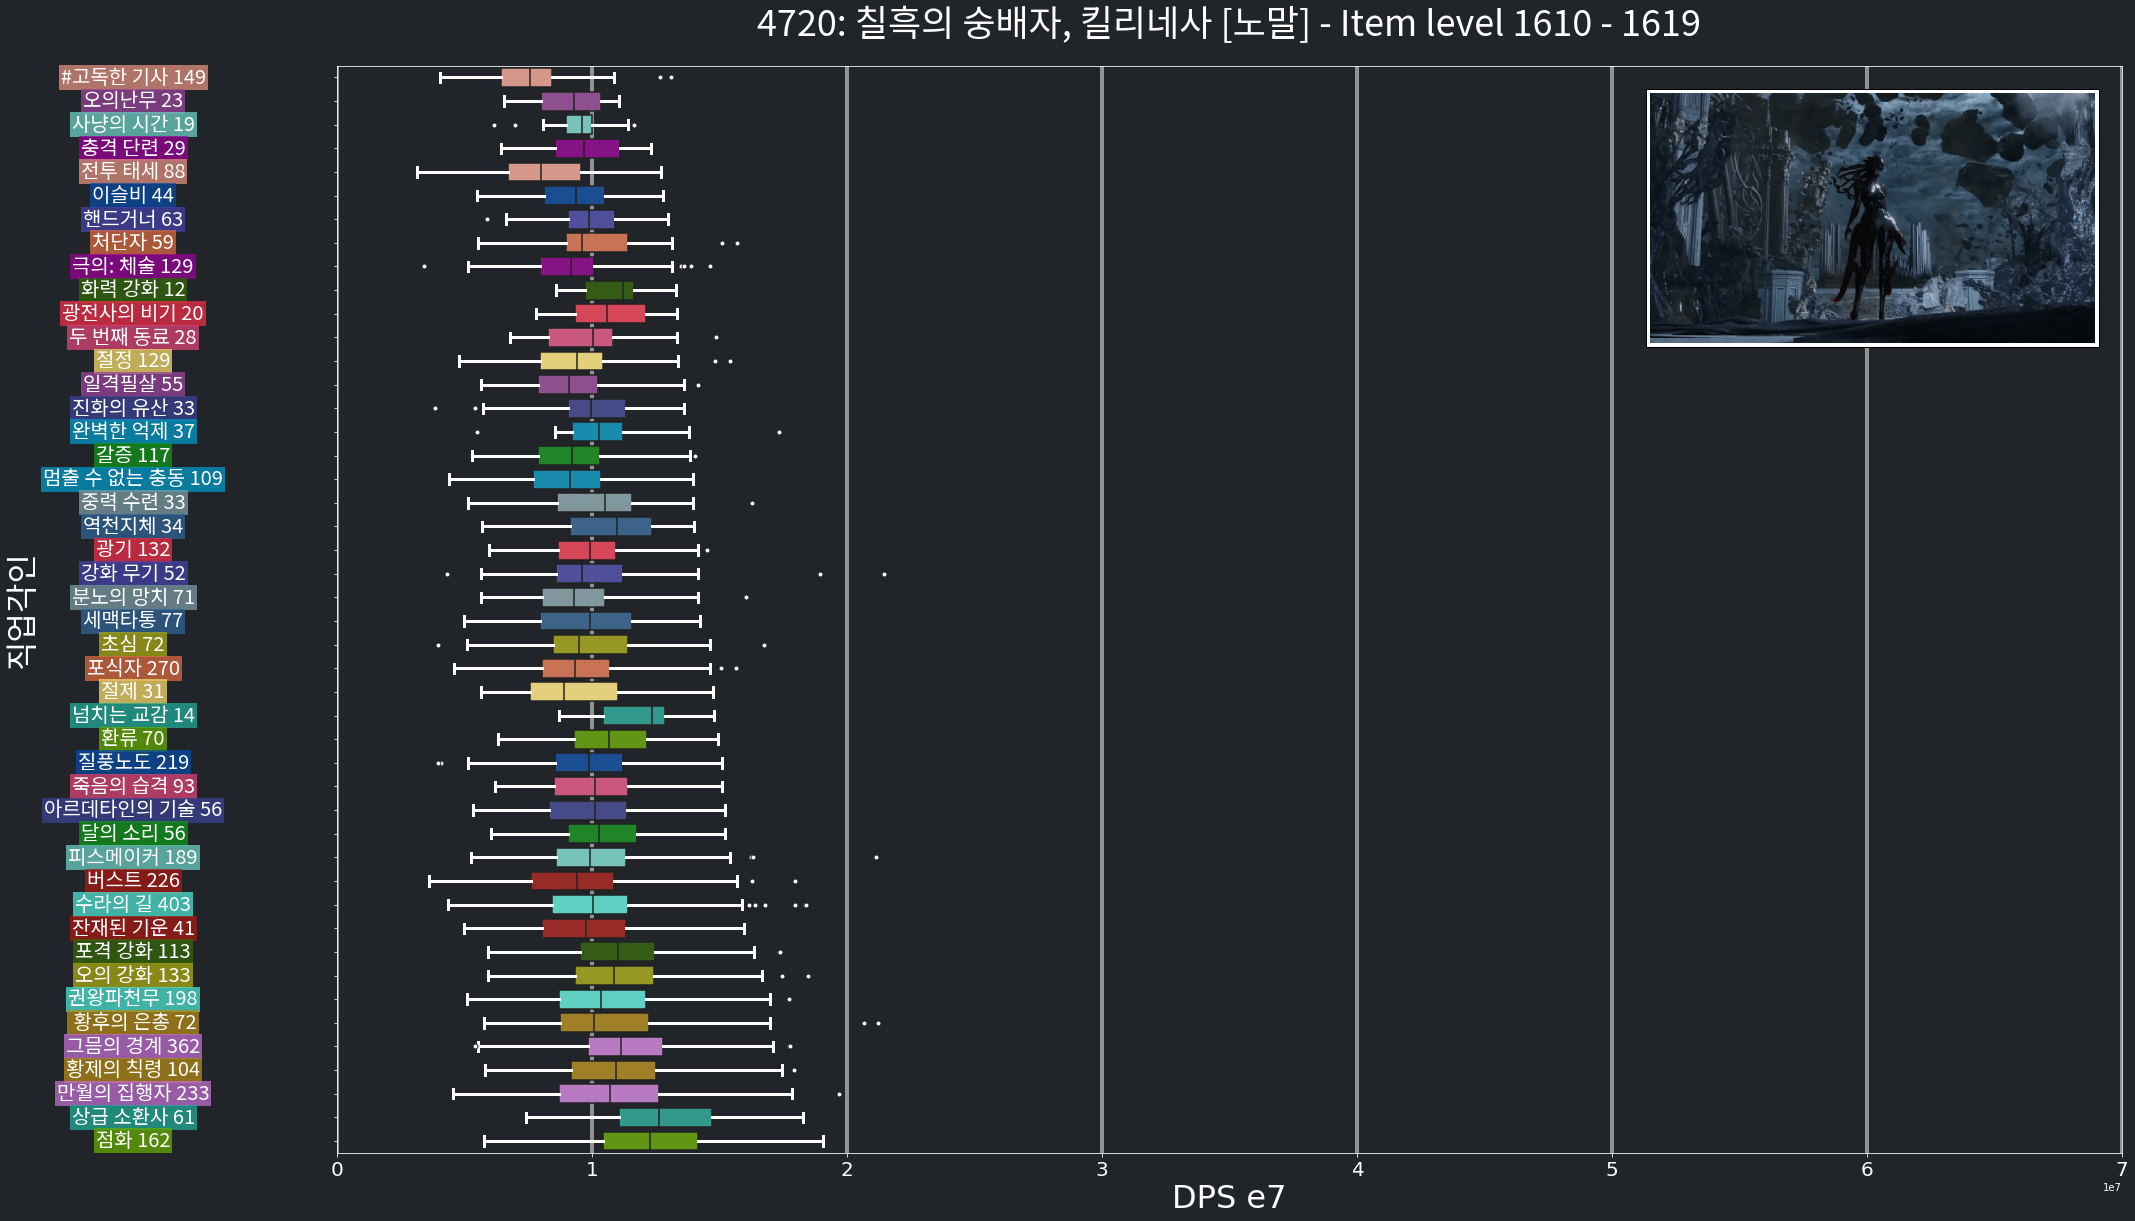 4720: 칠흑의 숭배자, 킬리네사 [노말] - Item level 1610 - 1619
#고독한 기사 149
오의난무 23
사냥의 시간 19
충격 단련 29
전투 태세 88
이슬비 44
핸드거너 63
처단자 59
극의: 체술 129
화력 강화 12
광전사의 비기 20
두 번째 동료 28
절정 129
일격필살 55
진화의 유산 33
완벽한 억제 37
갈증 117
멈출 수 없는 충동 109
중력 수련 33
역천지체 34
광기 132
강화 무기 52
분노의 망치 71
세맥타통 77
초심 72
포식자 270
절제 31
넘치는 교감 14
환류 70
질풍노도 219
죽음의 습격 93
아르데타인의 기술 56
달의 소리 56
피스메이커 189
버스트 226
수라의 길 403
잔재된 기운 41
포격 강화 113
오의 강화 133
권왕파천무 198
황후의 은총 72
그믐의 경계 362
황제의 칙령 104
만월의 집행자 233
상급 소환사 61
점화 162
직업각인
0 1 2 3 4 5 6 7
1e7
DPS e7